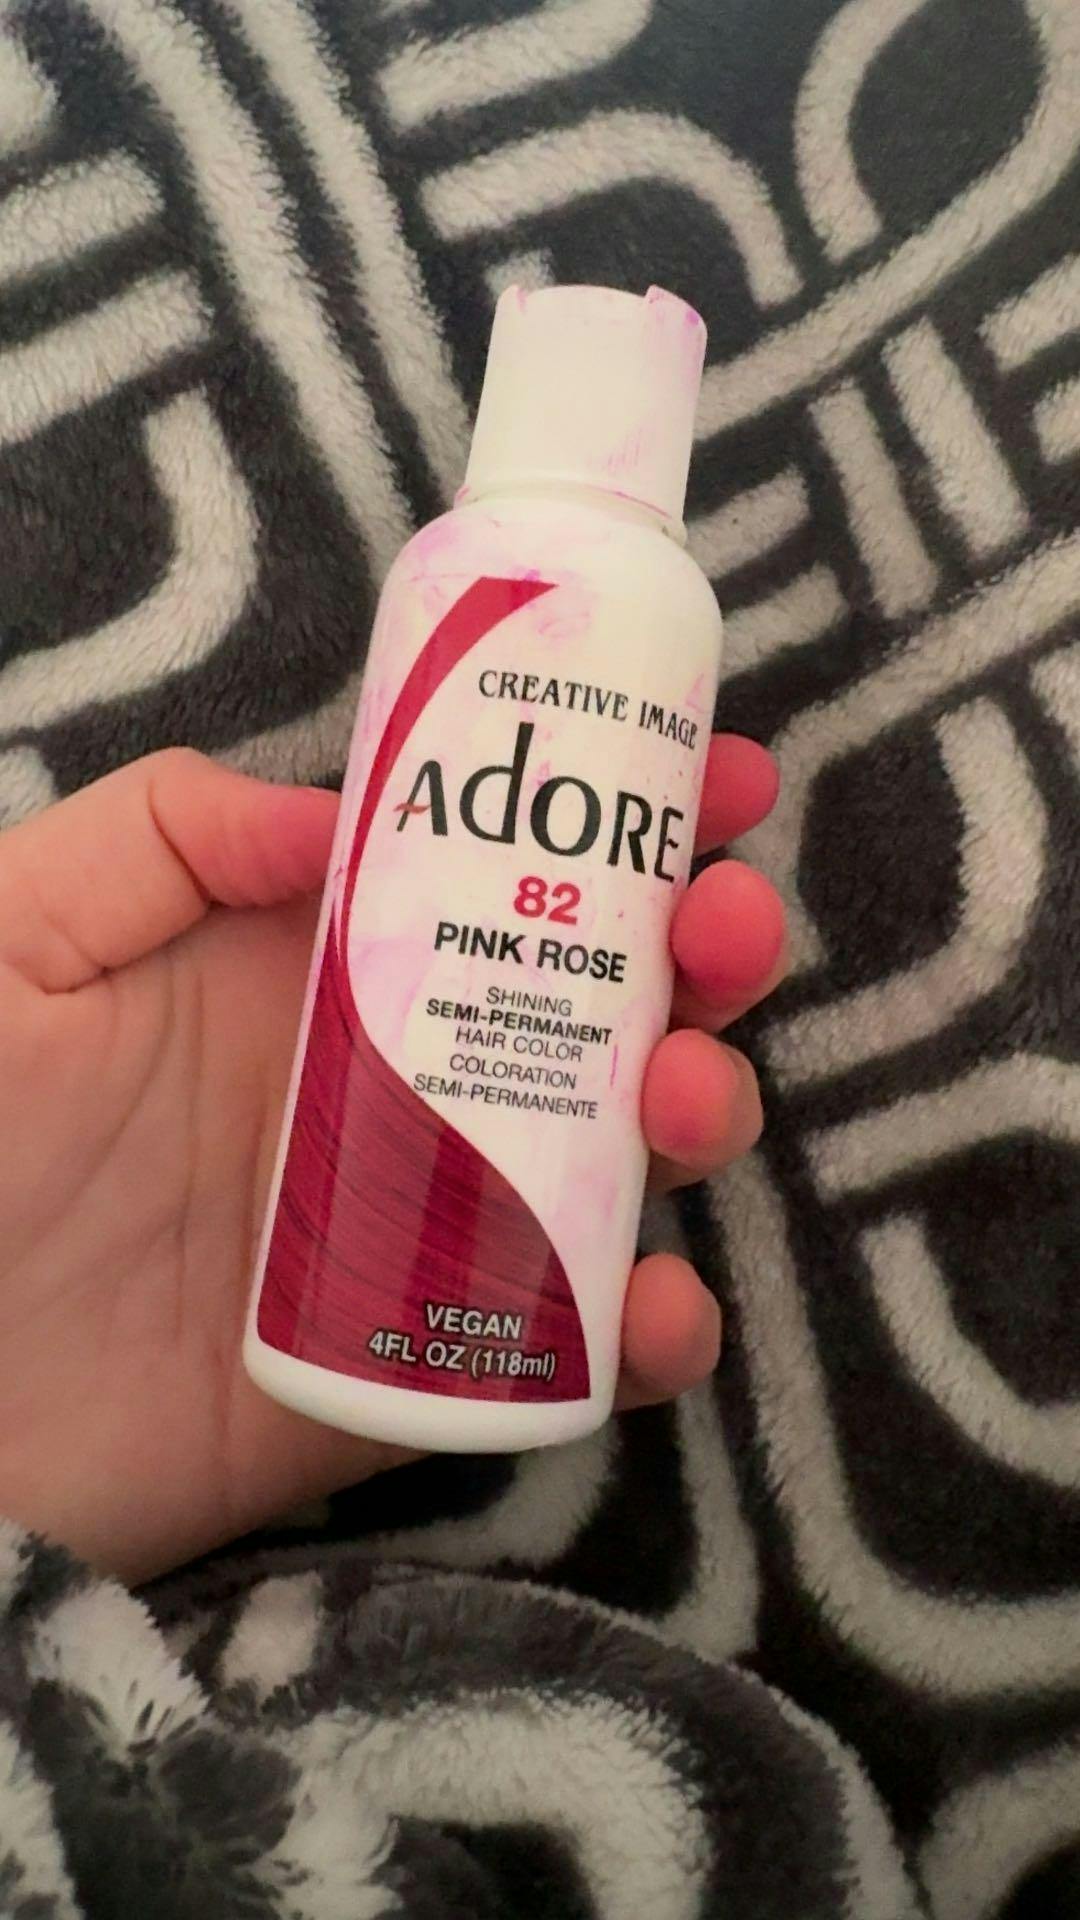 CREATIVE IMAGE
ADORE
82
PINK ROSE
SHINING
SEMI-PERMANENT
HAIR COLOR
COLORATION
SEMI-PERMANENTE
VEGAN
4FL OZ (118ml)